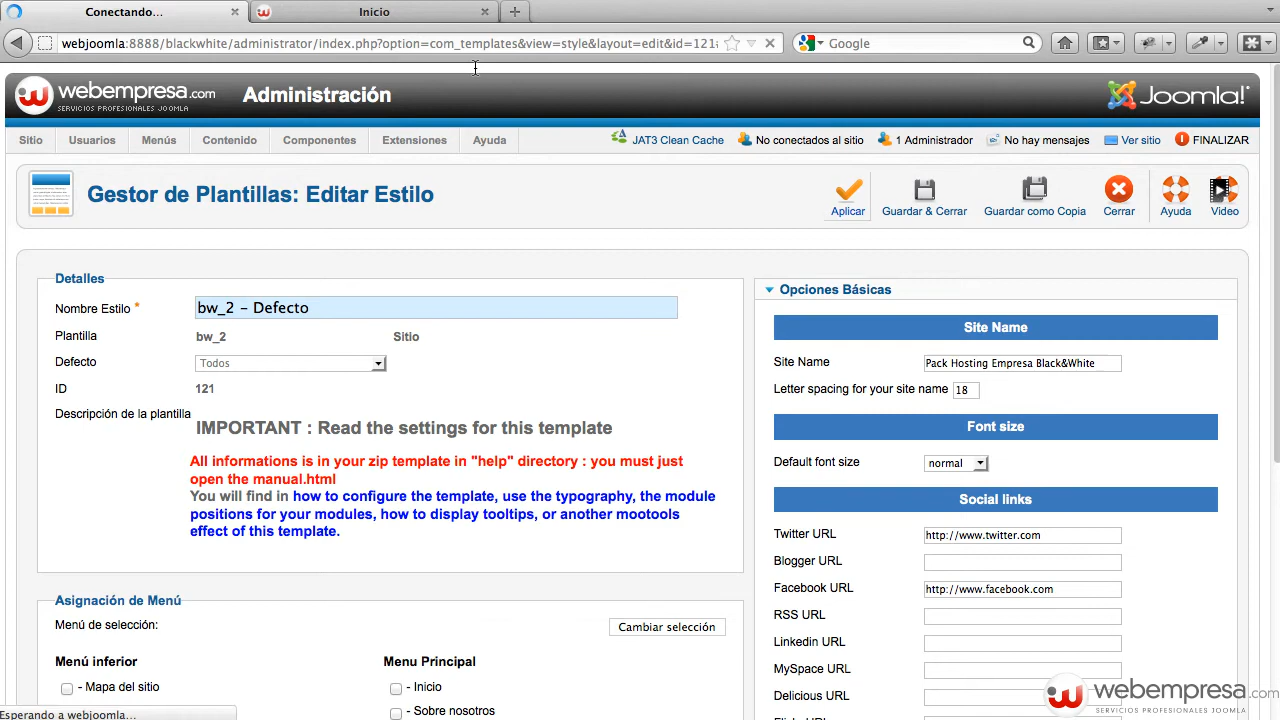 Conectando...
Inicio
webjoomla:8888/blackwhite/administrator/index.php?option=com_templates&view=style&layout=edit&id=121
Google
webempresa.com
SERVICIOS PROFESIONALES JOOMLA
Administración
Joomla!
Sitio Usuarios Menús Contenido Componentes Extensiones Ayuda
JAT3 Clean Cache No conectados al sitio 1 Administrador No hay mensajes Ver sitio FINALIZAR
Gestor de Plantillas: Editar Estilo
Aplicar Guardar & Cerrar Guardar como Copia Cerrar Ayuda Video
Detalles
Nombre Estilo * bw_2 - Defecto
Plantilla bw_2 Sitio
Defecto Todos
ID 121
Descripción de la plantilla
IMPORTANT : Read the settings for this template
All informations is in your zip template in "help" directory : you must just
open the manual.html
You will find in how to configure the template, use the typography, the module
positions for your modules, how to display tooltips, or another mootools
effect of this template.
Asignación de Menú
Menú de selección: Cambiar selección
Menú inferior
- Mapa del sitio
Menu Principal
- Inicio
- Sobre nosotros
Opciones Básicas
Site Name
Site Name Pack Hosting Empresa Black&White
Letter spacing for your site name 18
Font size
Default font size normal
Social links
Twitter URL http://www.twitter.com
Blogger URL
Facebook URL http://www.facebook.com
RSS URL
Linkedin URL
MySpace URL
Delicious URL
webempresa.com
SERVICIOS PROFESIONALES JOOMLA
Esperando a webjoomla...